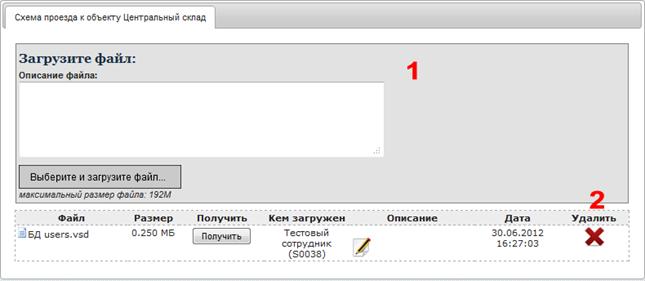 Схема проезда к объекту Центральный склад
Загрузите файл:
1
Описание файла:
Выберите и загрузите файл...
максимальный размер файла: 192М
2
Файл Размер Получить Кем загружен Описание Дата Удалить
БД users.vsd 0.250 МБ Получить Тестовый 30.06.2012
сотрудник 16:27:03
(S0038)